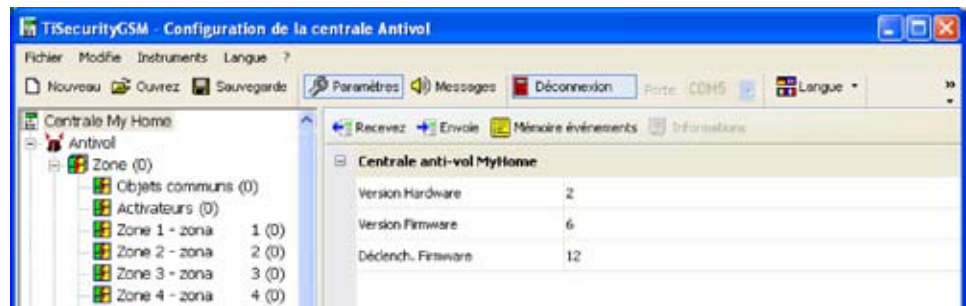 TiSecurityGSM - Configuration de la centrale Antivol
Fichier Modifie Instruments Langue ?
Nouveau Ouvrez Sauvegarde Paramètres Messages Déconnexion Porte COM5 Langue
Centrale My Home
Antivol
Zone (0)
Objets communs (0)
Activateurs (0)
Zone 1 - zona 1 (0)
Zone 2 - zona 2 (0)
Zone 3 - zona 3 (0)
Zone 4 - zona 4 (0)
Recevez Envoie Mémoire événements Informations
Centrale anti-vol MyHome
Version Hardware 2
Version Firmware 6
Déclench. Firmware 12